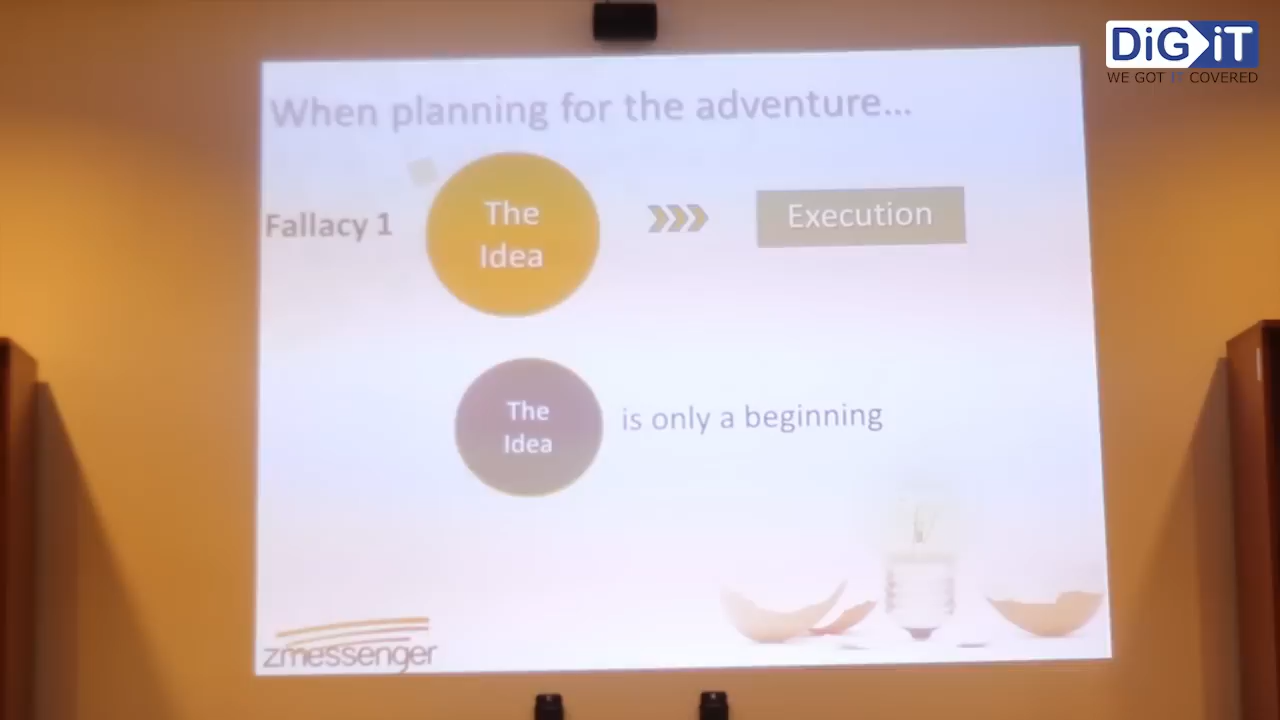 DiGiT
WE GOT IT COVERED
When planning for the adventure...
Fallacy 1
The
Idea
Execution
The
Idea
is only a beginning
zmessenger